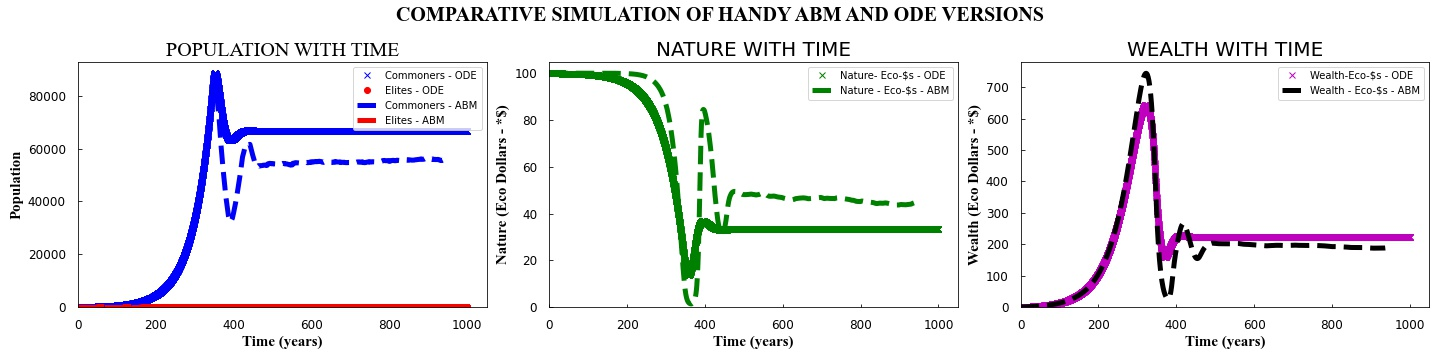 COMPARATIVE SIMULATION OF HANDY ABM AND ODE VERSIONS
POPULATION WITH TIME
Commoners - ODE
Elites - ODE
Commoners - ABM
Elites - ABM
Population
80000
60000
40000
20000
0
0 200 400 600 800 1000
Time (years)
NATURE WITH TIME
Nature- Eco-$s - ODE
Nature - Eco-$s - ABM
Nature (Eco Dollars - *$)
100
80
60
40
20
0
0 200 400 600 800 1000
Time (years)
WEALTH WITH TIME
Wealth-Eco-$s - ODE
Wealth - Eco-$s - ABM
Wealth (Eco Dollars - *$)
700
600
500
400
300
200
100
0
0 200 400 600 800 1000
Time (years)